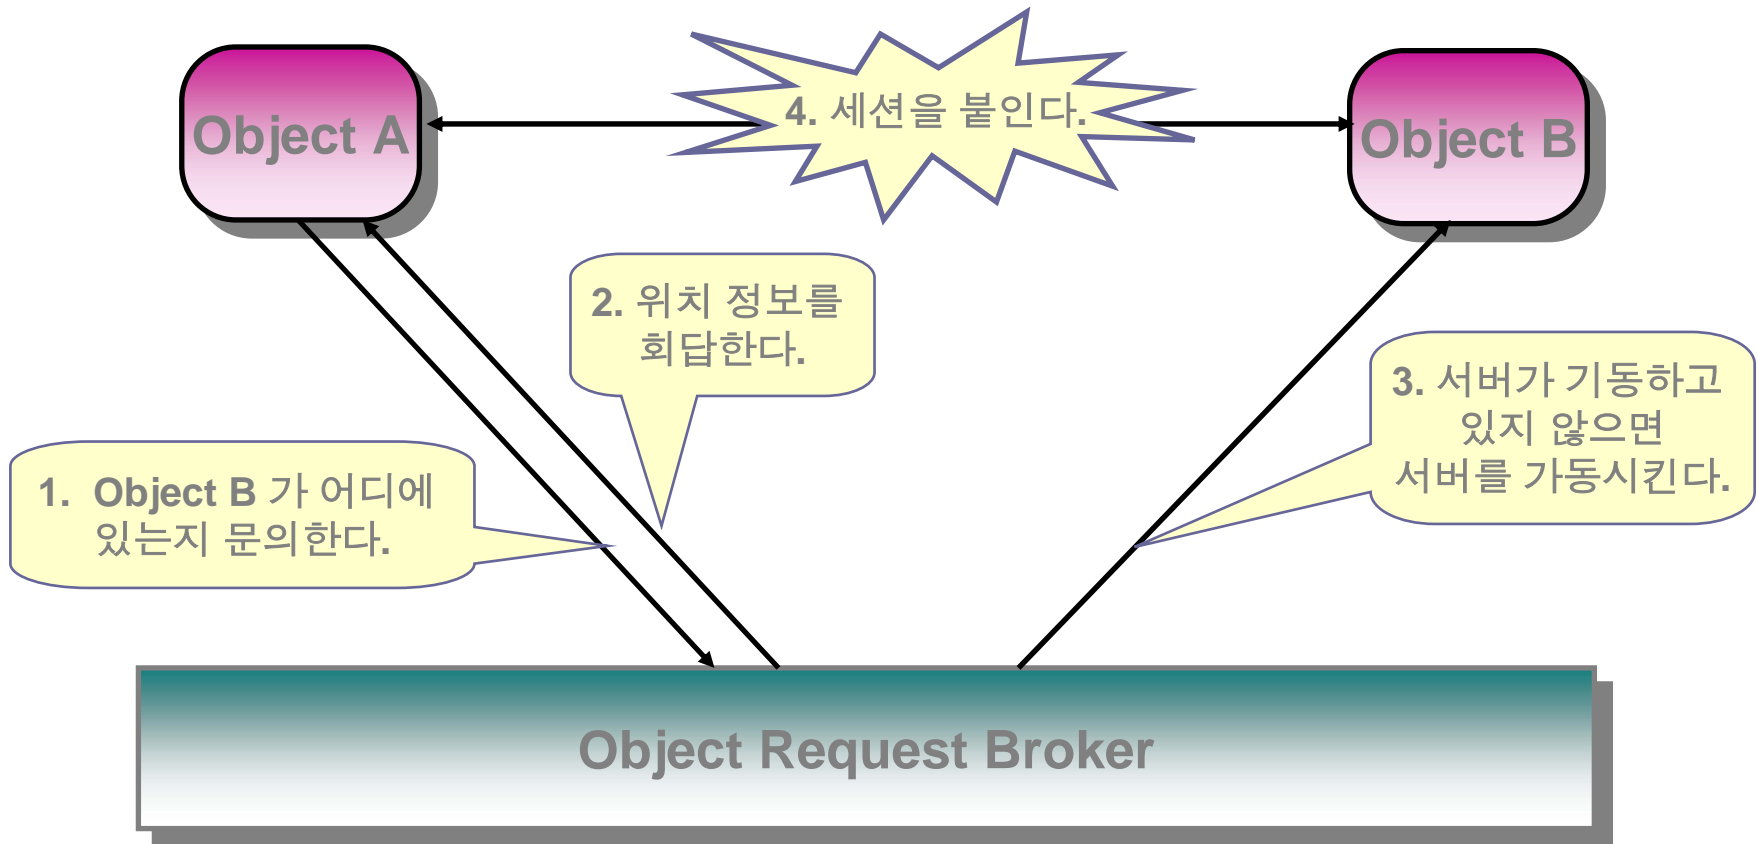 Object A
4. 세션을 붙인다.
Object B
2. 위치 정보를
회답한다.
3. 서버가 기동하고
있지 않으면
서버를 가동시킨다.
1. Object B 가 어디에
있는지 문의한다.
Object Request Broker